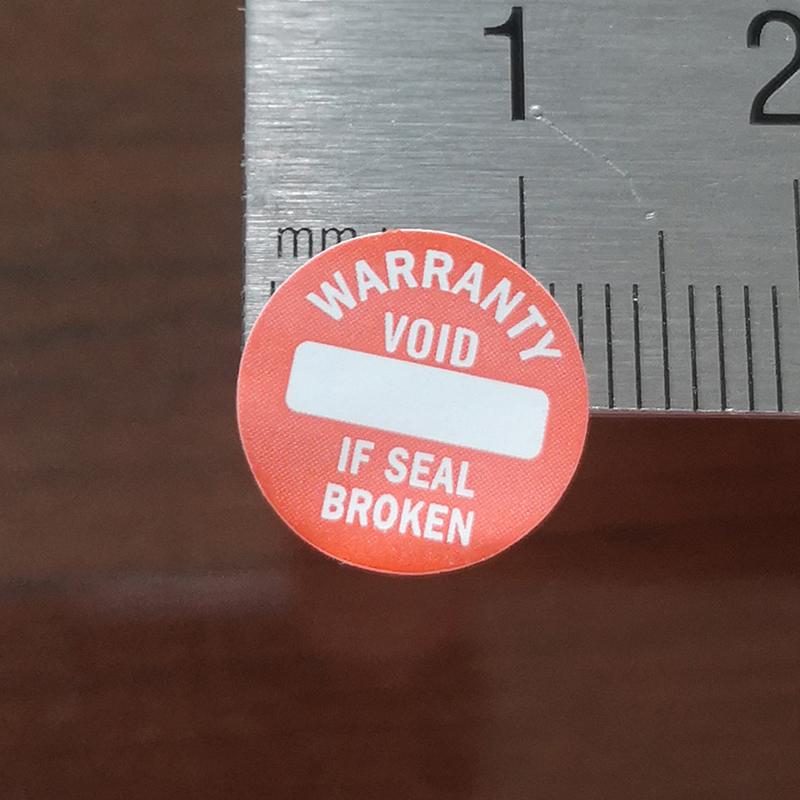 1 2
mm
WARRANTY
VOID
IF SEAL
BROKEN